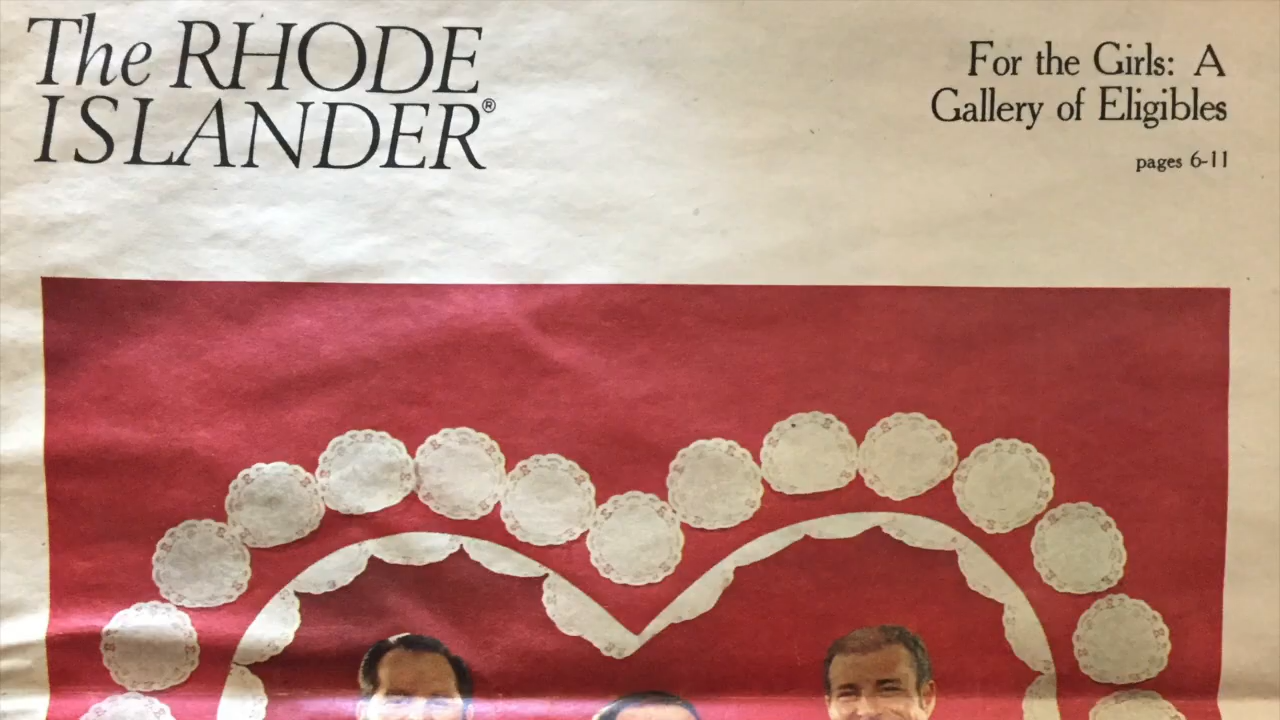 The RHODE
ISLANDER®
For the Girls: A
Gallery of Eligibles
pages 6-11